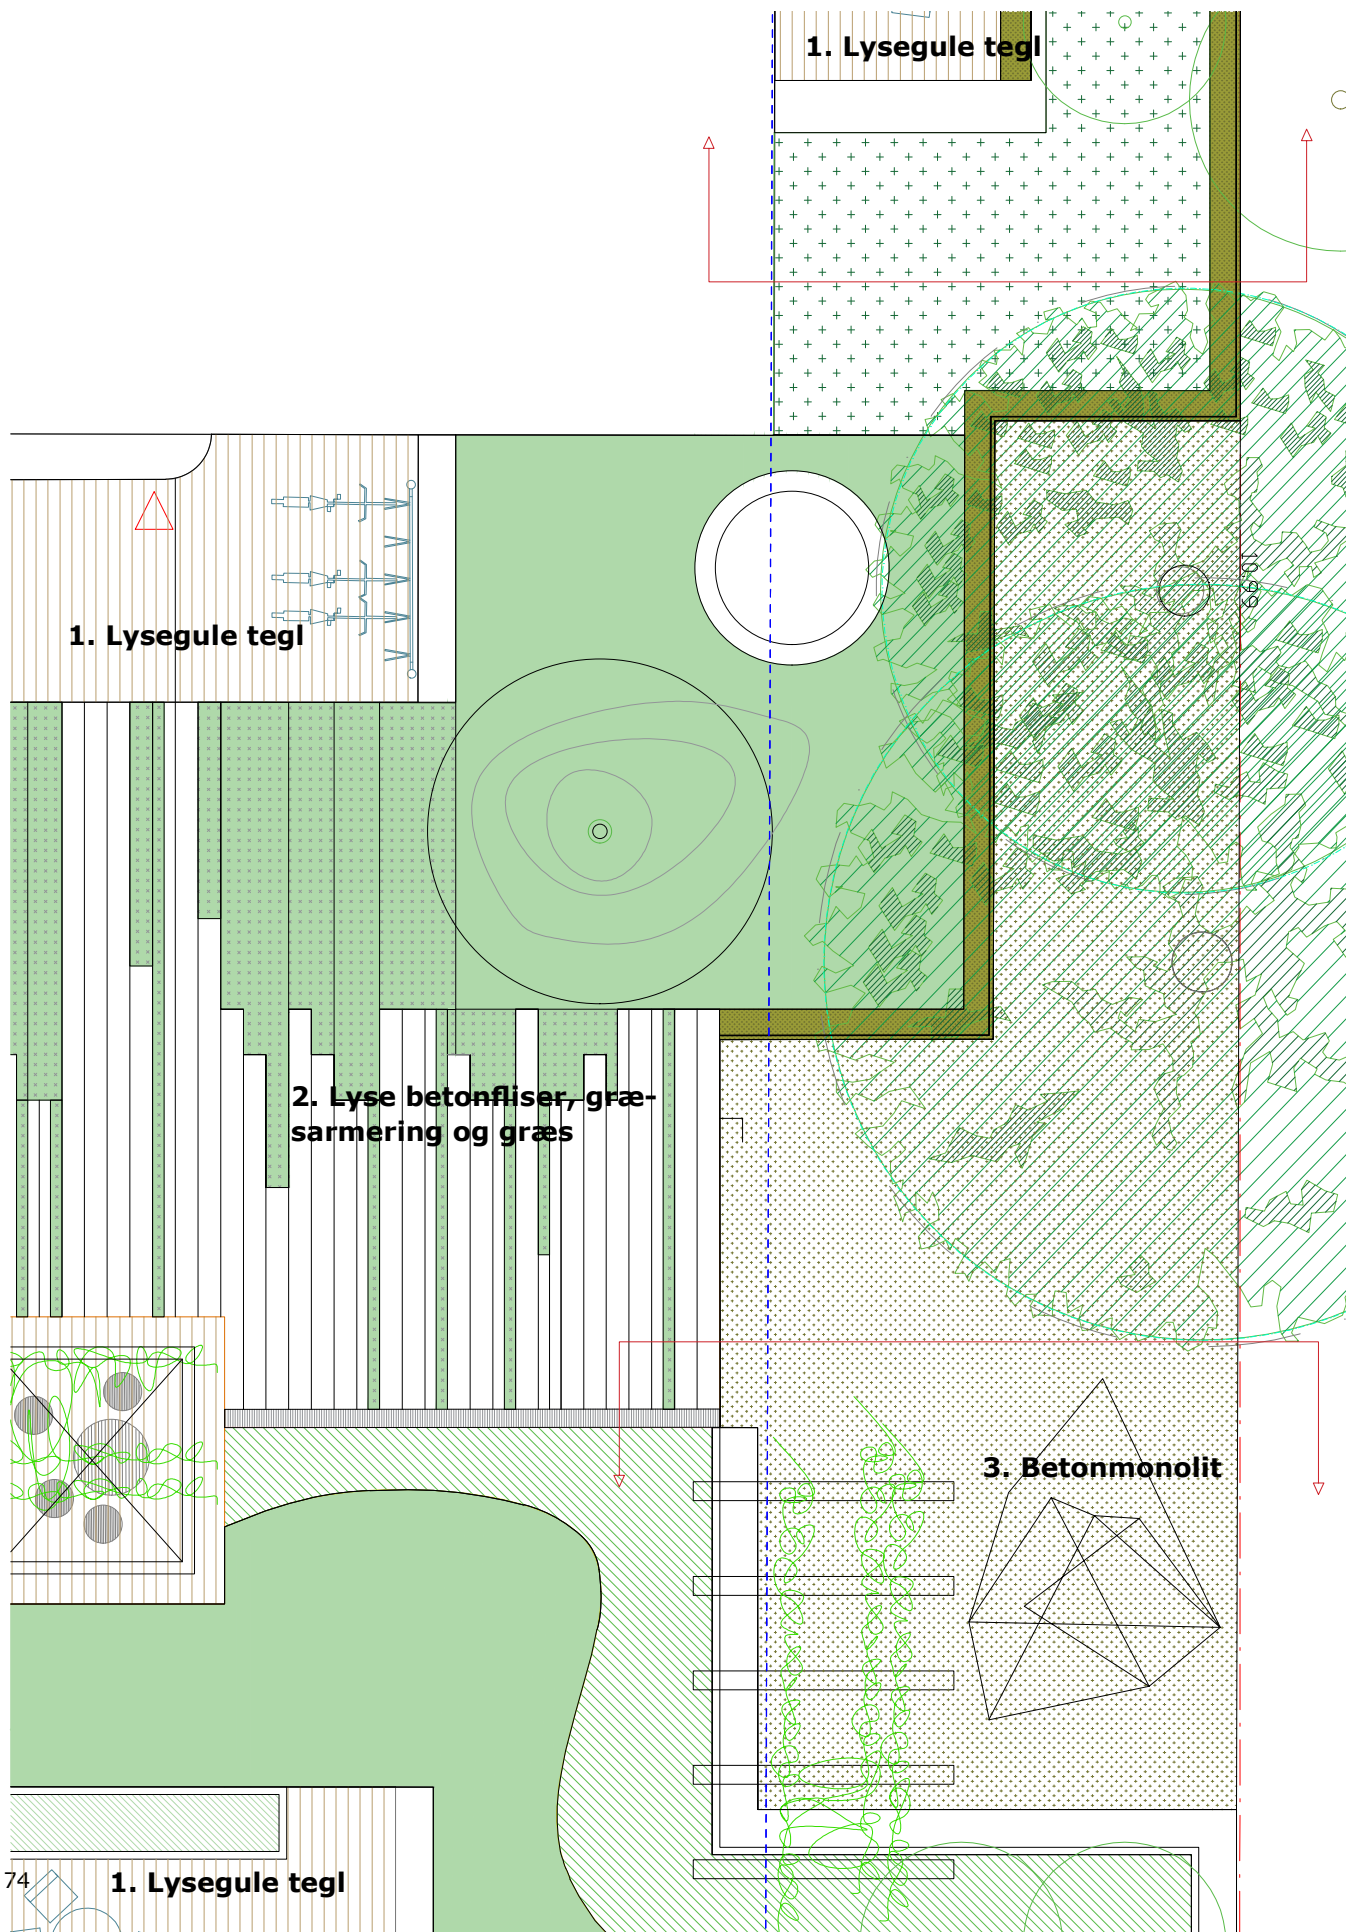 1. Lysegule tegl
10.99
1. Lysegule tegl
2. Lyse betonfliser, græ-
sarmering og græs
3. Betonmonolit
74
1. Lysegule tegl